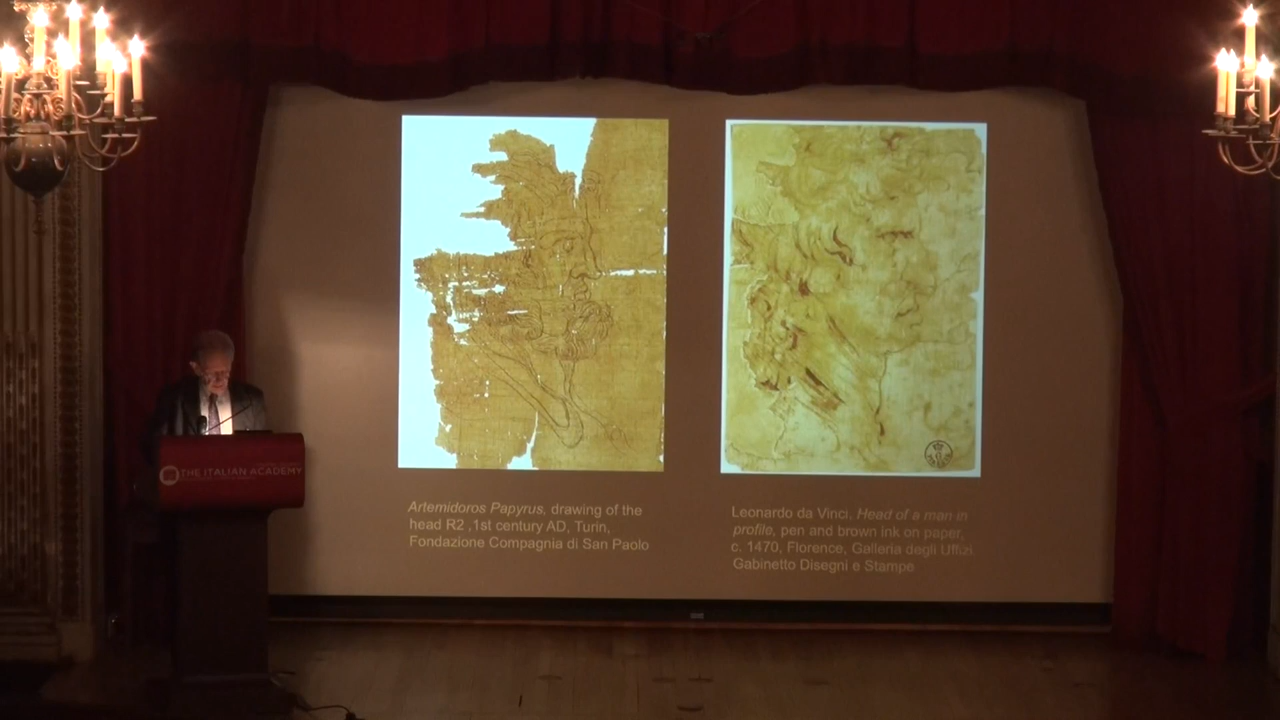 THE ITALIAN ACADEMY
Artemidoros Papyrus, drawing of the
head R2 ,1st century AD, Turin,
Fondazione Compagnia di San Paolo
Leonardo da Vinci, Head of a man in
profile, pen and brown ink on paper,
c. 1470, Florence, Galleria degli Uffizi
Gabinetto Disegni e Stampe